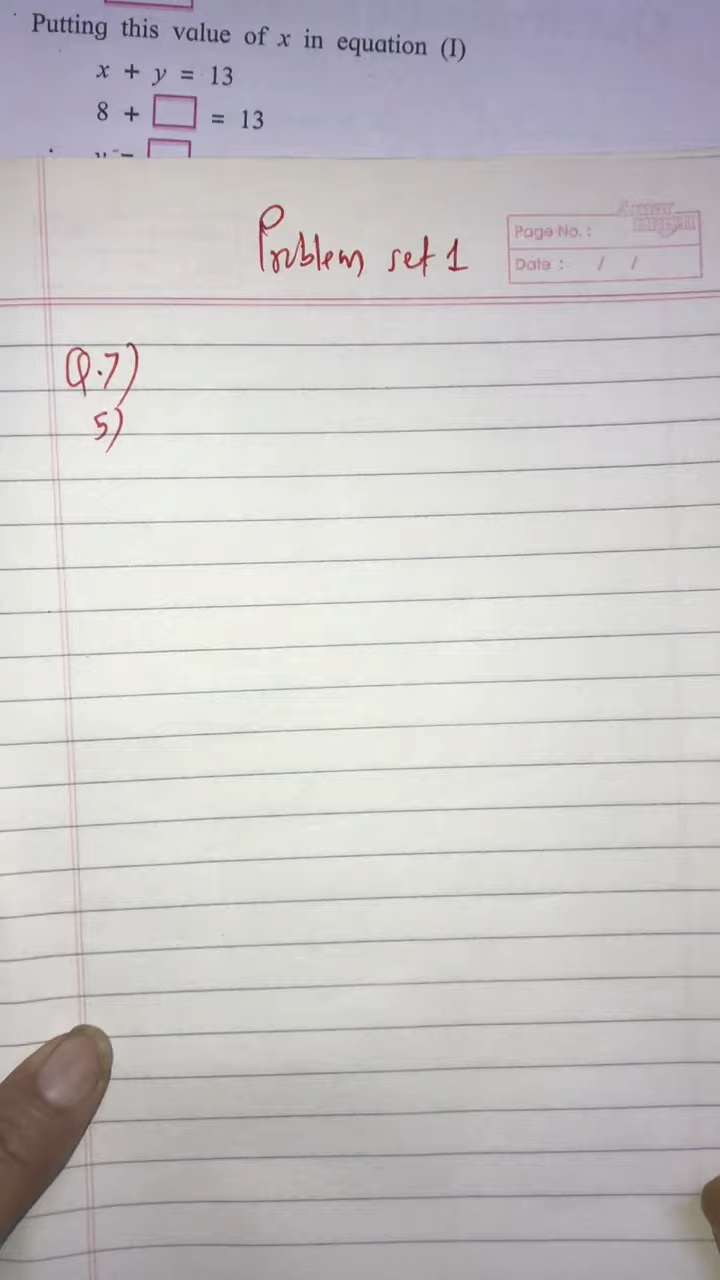 Putting this value of x in equation (I)
x + y = 13
8 + = 13
Problem set 1
Page No. :
Date : / /
Q.7)
5)